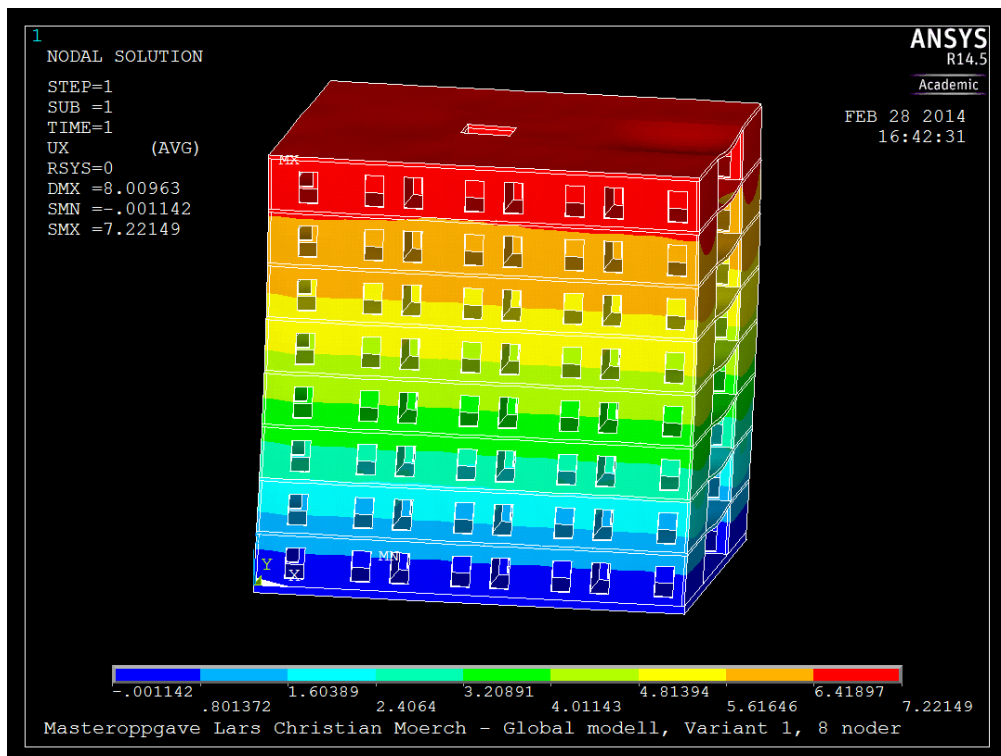 1
NODAL SOLUTION
STEP=1
SUB =1
TIME=1
UX (AVG)
RSYS=0
DMX =8.00963
SMN =-.001142
SMX =7.22149
ANSYS
R14.5
Academic
FEB 28 2014
16:42:31
MX
MN
Y
X
-.001142
.801372
1.60389
2.4064
3.20891
4.01143
4.81394
5.61646
6.41897
7.22149
Masteroppgave Lars Christian Moerch - Global modell, Variant 1, 8 noder